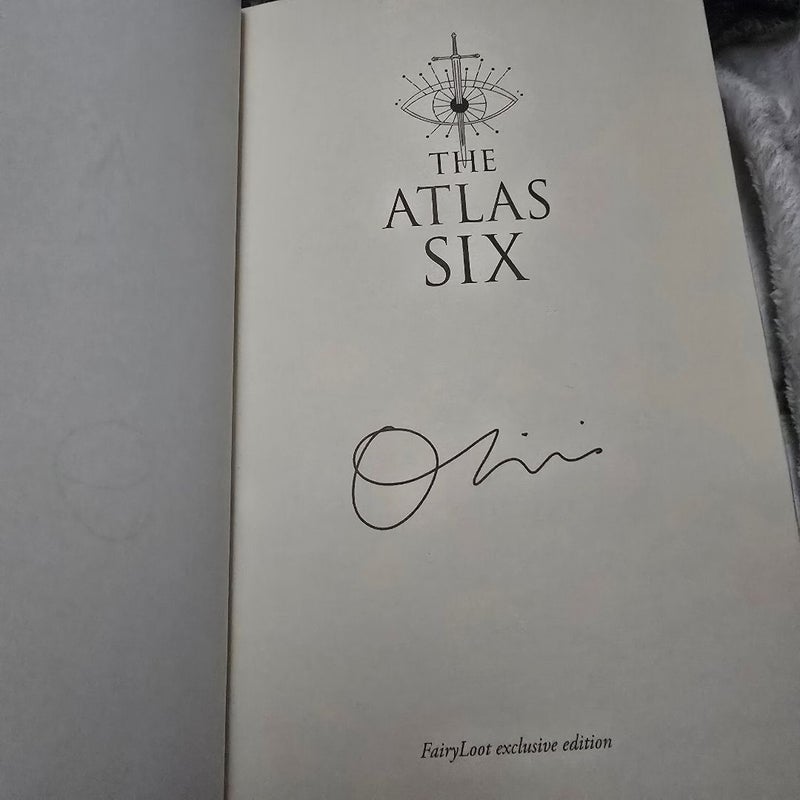 THE
ATLAS
SIX
FairyLoot exclusive edition